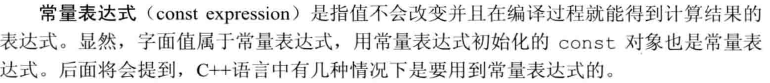 常量表达式（const expression）是指值不会改变并且在编译过程就能得到计算结果的
表达式。显然，字面值属于常量表达式，用常量表达式初始化的 const 对象也是常量表
达式。后面将会提到，C++语言中有几种情况下是要用到常量表达式的。